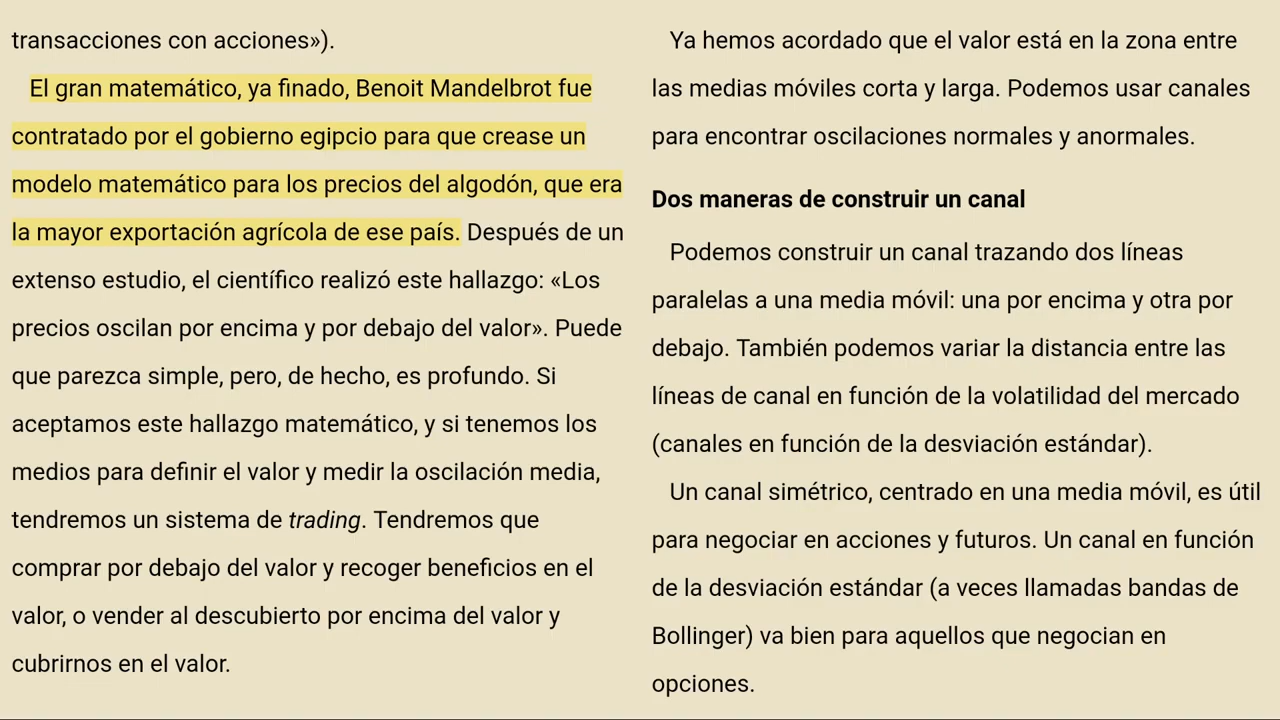 transacciones con acciones»).
El gran matemático, ya finado, Benoit Mandelbrot fue
contratado por el gobierno egipcio para que crease un
modelo matemático para los precios del algodón, que era
la mayor exportación agrícola de ese país. Después de un
extenso estudio, el científico realizó este hallazgo: «Los
precios oscilan por encima y por debajo del valor». Puede
que parezca simple, pero, de hecho, es profundo. Si
aceptamos este hallazgo matemático, y si tenemos los
medios para definir el valor y medir la oscilación media,
tendremos un sistema de trading. Tendremos que
comprar por debajo del valor y recoger beneficios en el
valor, o vender al descubierto por encima del valor y
cubrirnos en el valor.
Ya hemos acordado que el valor está en la zona entre
las medias móviles corta y larga. Podemos usar canales
para encontrar oscilaciones normales y anormales.
Dos maneras de construir un canal
Podemos construir un canal trazando dos líneas
paralelas a una media móvil: una por encima y otra por
debajo. También podemos variar la distancia entre las
líneas de canal en función de la volatilidad del mercado
(canales en función de la desviación estándar).
Un canal simétrico, centrado en una media móvil, es útil
para negociar en acciones y futuros. Un canal en función
de la desviación estándar (a veces llamadas bandas de
Bollinger) va bien para aquellos que negocian en
opciones.